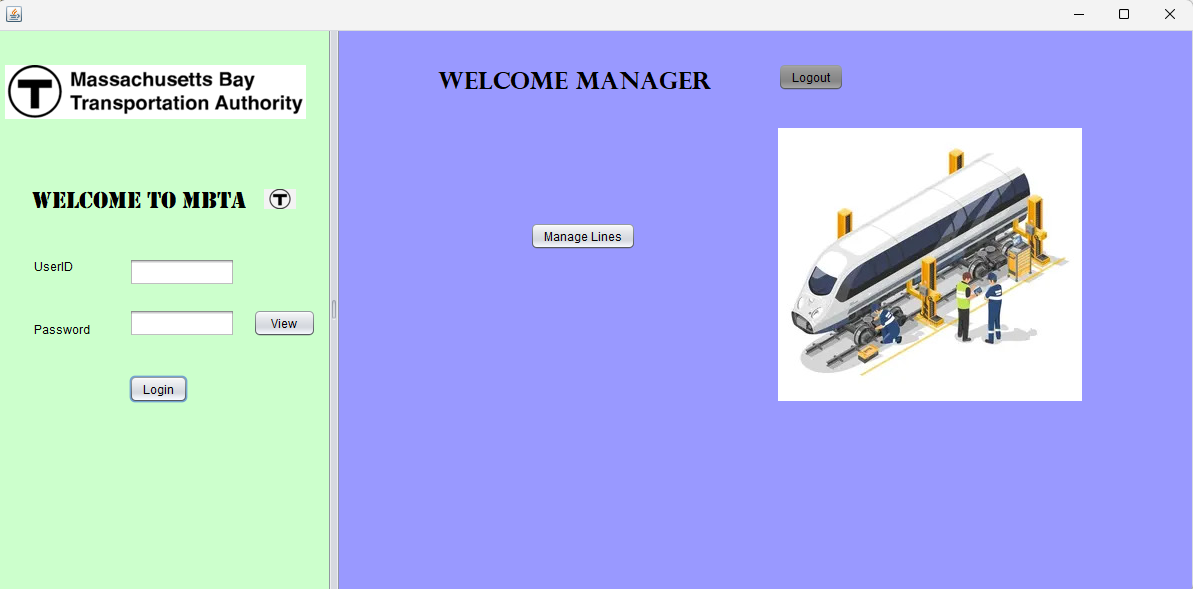 Massachusetts Bay
Transportation Authority
T
WELCOME TO MBTA
T
UserID
Password
View
Login
WELCOME MANAGER
Logout
Manage Lines